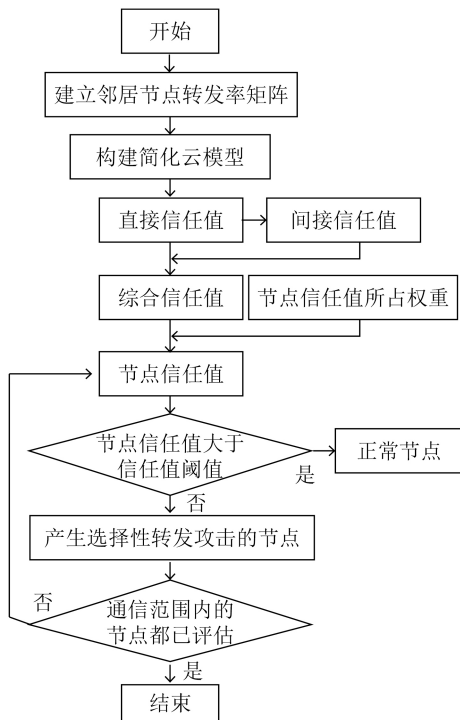 开始
建立邻居节点转发率矩阵
构建简化云模型
直接信任值
间接信任值
综合信任值
节点信任值所占权重
节点信任值
节点信任值大于
信任值阈值
正常节点
是
否
产生选择性转发攻击的节点
否
通信范围内的
节点都已评估
是
结束